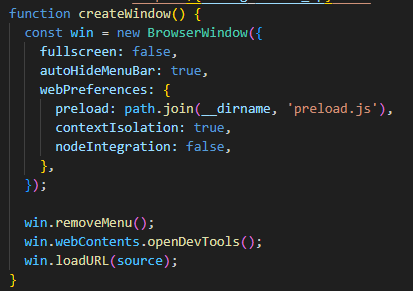 function createWindow() {
  const win = new BrowserWindow({
    fullscreen: false,
    autoHideMenuBar: true,
    webPreferences: {
      preload: path.join(__dirname, 'preload.js'),
      contextIsolation: true,
      nodeIntegration: false,
    },
  });

  win.removeMenu();
  win.webContents.openDevTools();
  win.loadURL(source);
}